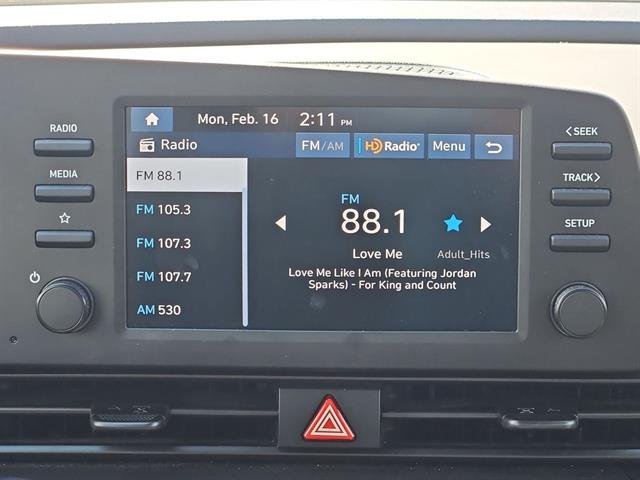 Mon, Feb. 16 2:11 PM
RADIO
MEDIA
Radio FM/AM HD Radio Menu
< SEEK
TRACK >
SETUP
FM 88.1
FM 105.3
FM 107.3
FM 107.7
AM 530
FM
88.1
Love Me Adult_Hits
Love Me Like I Am (Featuring Jordan
Sparks) - For King and Count